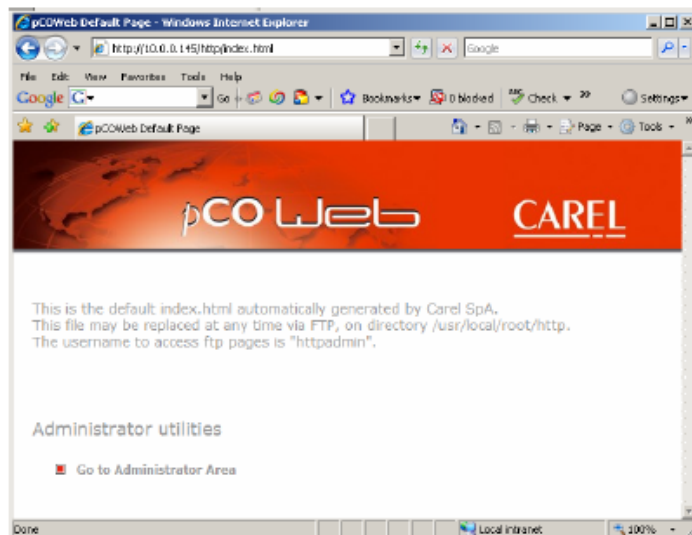 pCOWeb Default Page - Windows Internet Explorer
http://10.0.0.145/http/index.html
Google
File Edit View Favorites Tools Help
Google G Go Bookmarks 0 blocked Check Settings
pCOWeb Default Page Page Tools
pCO Web CAREL
This is the default index.html automatically generated by Carel SpA.
This file may be replaced at any time via FTP, on directory /usr/local/root/http.
The username to access ftp pages is "httpadmin".
Administrator utilities
Go to Administrator Area
Done Local intranet 100%